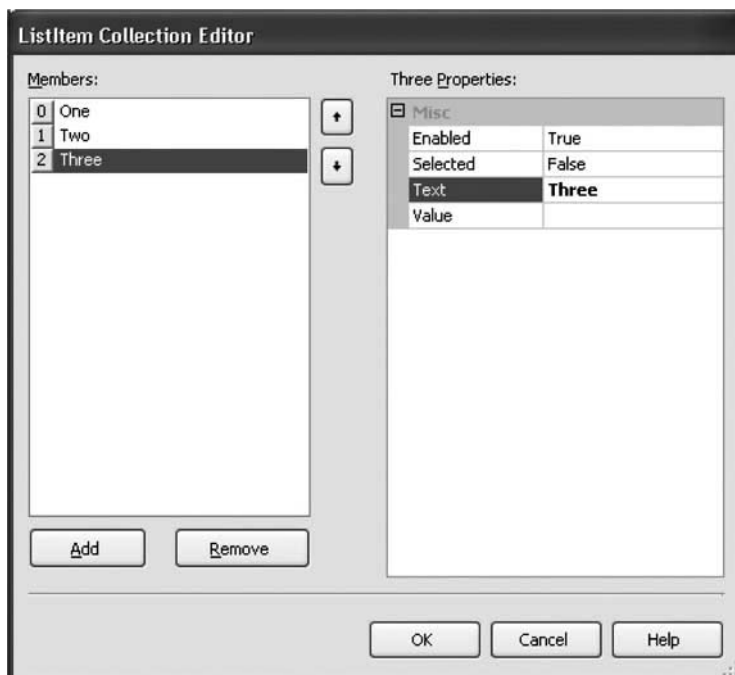 ListItem Collection Editor
Members:
0 One
1 Two
2 Three
Add
Remove
Three Properties:
Misc
Enabled True
Selected False
Text Three
Value
OK
Cancel
Help